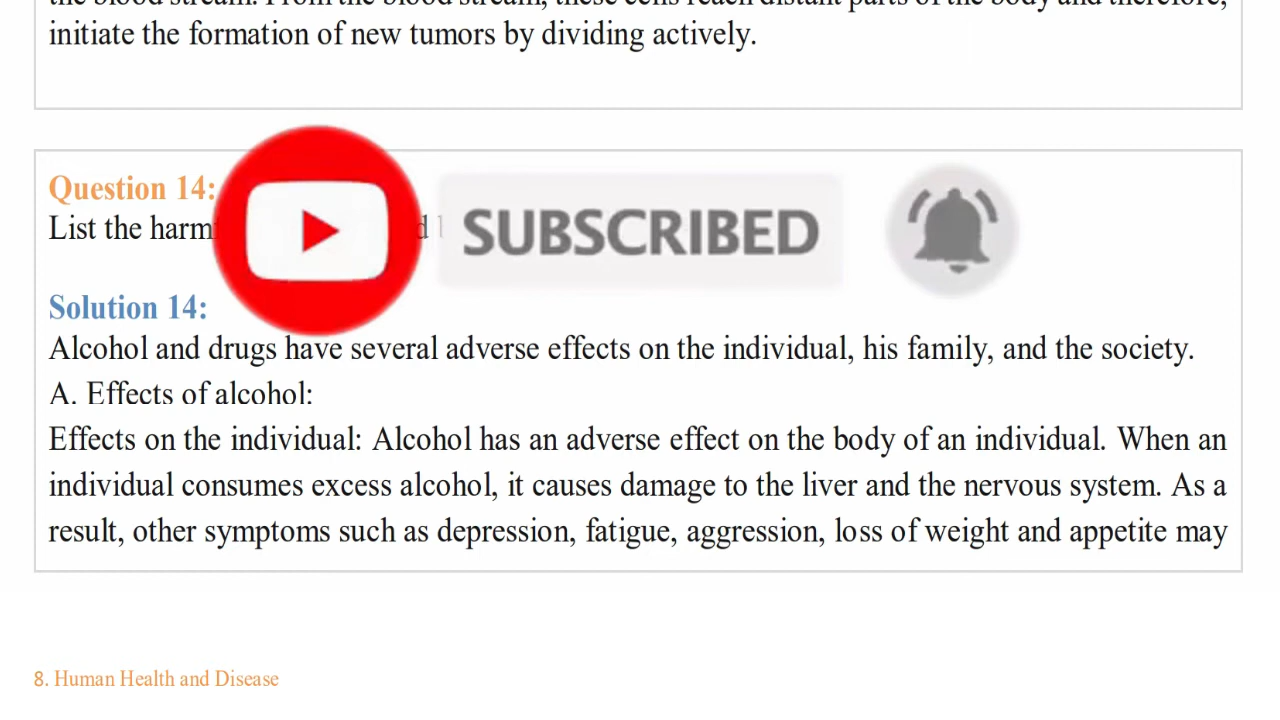 initiate the formation of new tumors by dividing actively.
Question 14:
List the harm
SUBSCRIBED
Solution 14:
Alcohol and drugs have several adverse effects on the individual, his family, and the society.
A. Effects of alcohol:
Effects on the individual: Alcohol has an adverse effect on the body of an individual. When an
individual consumes excess alcohol, it causes damage to the liver and the nervous system. As a
result, other symptoms such as depression, fatigue, aggression, loss of weight and appetite may
8. Human Health and Disease